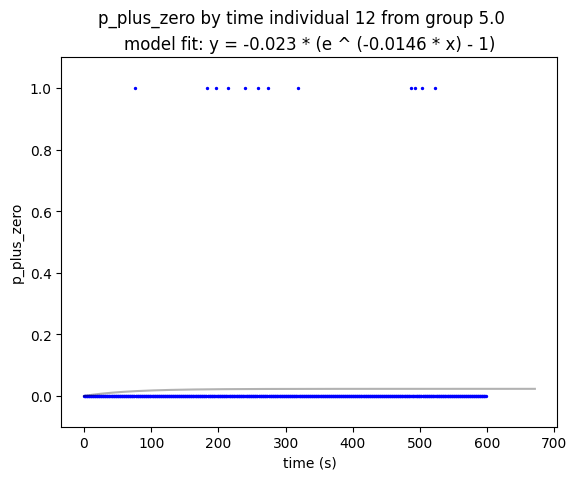 p_plus_zero by time individual 12 from group 5.0
model fit: y = -0.023 * (e ^ (-0.0146 * x) - 1)
1.0
0.8
0.6
0.4
0.2
0.0
p_plus_zero
0 100 200 300 400 500 600 700
time (s)